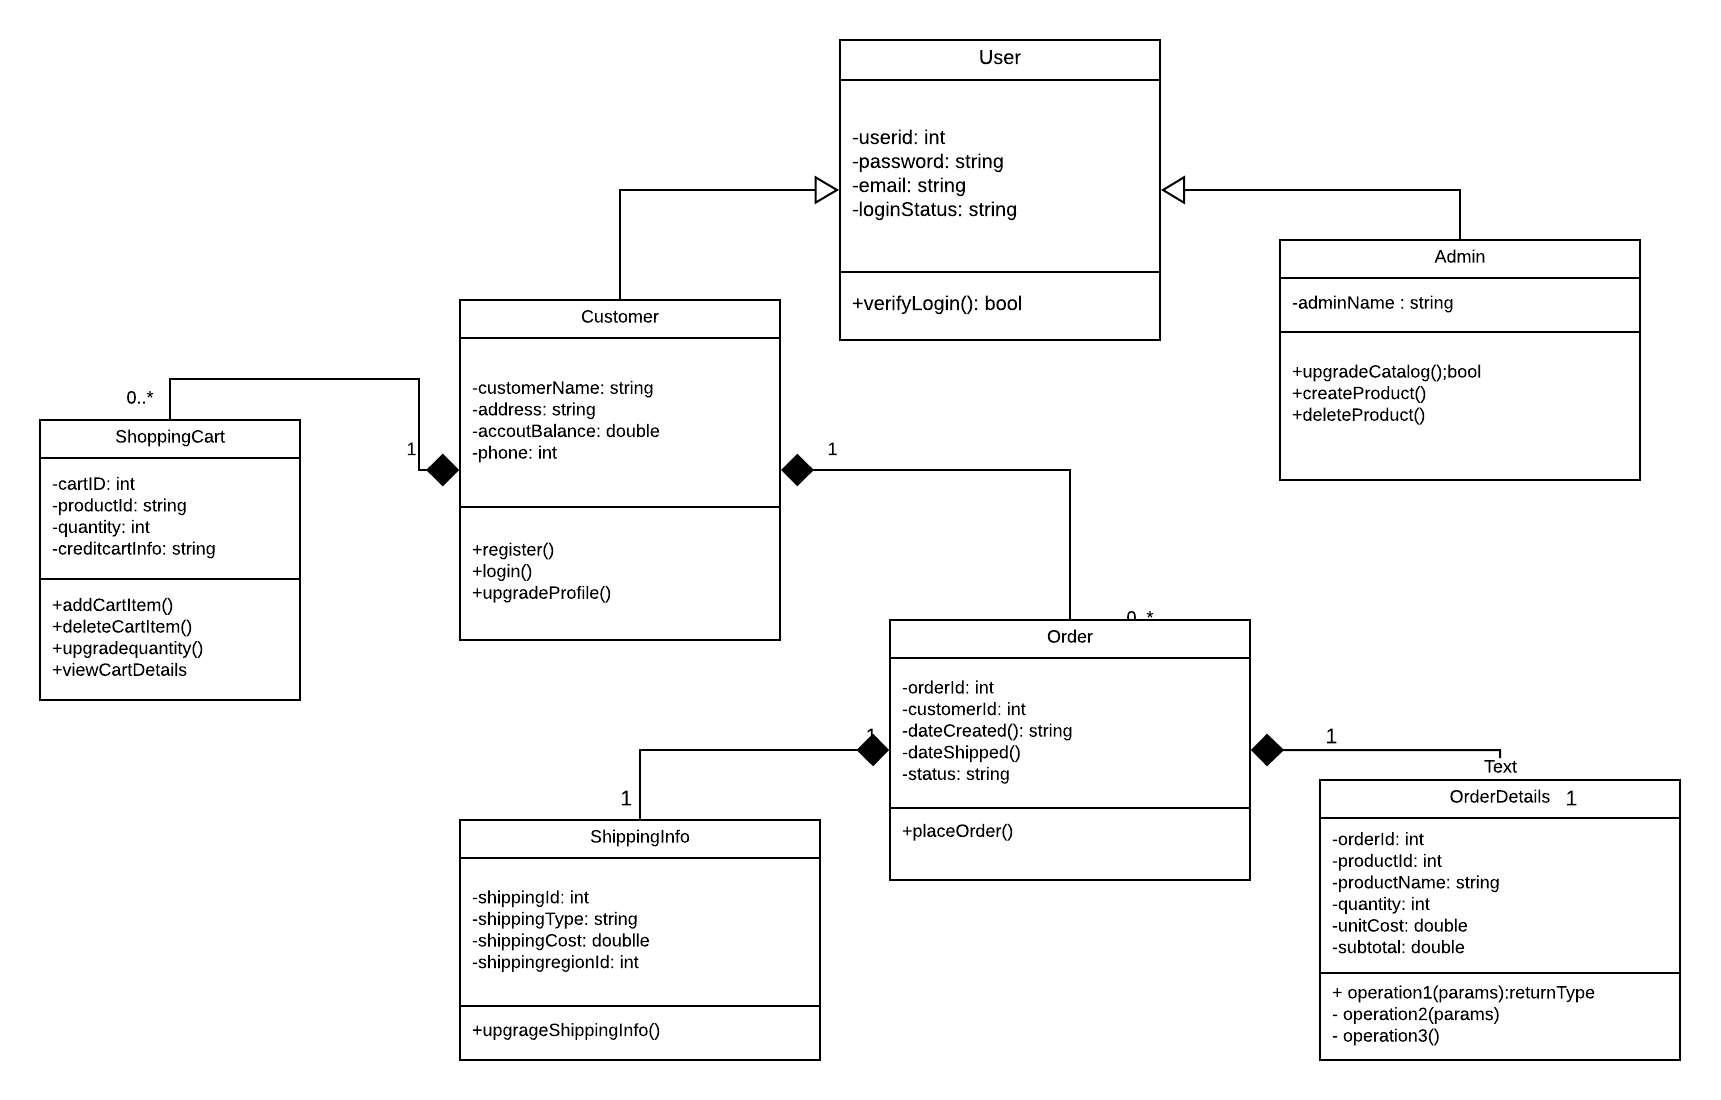 User
-userid: int
-password: string
-email: string
-loginStatus: string
+verifyLogin(): bool
Admin
-adminName : string
+upgradeCatalog();bool
+createProduct()
+deleteProduct()
Customer
-customerName: string
-address: string
-accoutBalance: double
-phone: int
+register()
+login()
+upgradeProfile()
0..*
1
1
ShoppingCart
-cartID: int
-productId: string
-quantity: int
-creditcartInfo: string
+addCartItem()
+deleteCartItem()
+upgradequantity()
+viewCartDetails
0..*
Order
-orderId: int
-customerId: int
-dateCreated(): string
-dateShipped()
-status: string
+placeOrder()
1
1
1
Text
ShippingInfo
-shippingId: int
-shippingType: string
-shippingCost: doublle
-shippingregionId: int
+upgrageShippingInfo()
OrderDetails 1
-orderId: int
-productId: int
-productName: string
-quantity: int
-unitCost: double
-subtotal: double
+ operation1(params):returnType
- operation2(params)
- operation3()